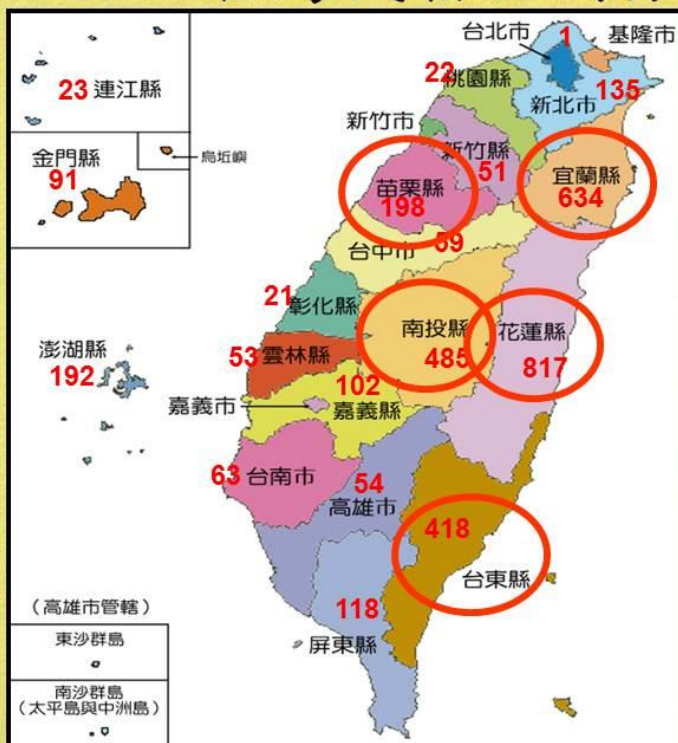 台北市
1
基隆市
23 連江縣
22
桃園縣
135
新北市
新竹市
新竹縣
51
金門縣
91
烏坵嶼
苗栗縣
198
宜蘭縣
634
59
台中市
21
彰化縣
南投縣
485
花蓮縣
817
澎湖縣
192
53 雲林縣
102
嘉義市
嘉義縣
63 台南市
54
高雄市
418
台東縣
118
屏東縣
（高雄市管轄）
東沙群島
南沙群島
（太平島與中洲島）